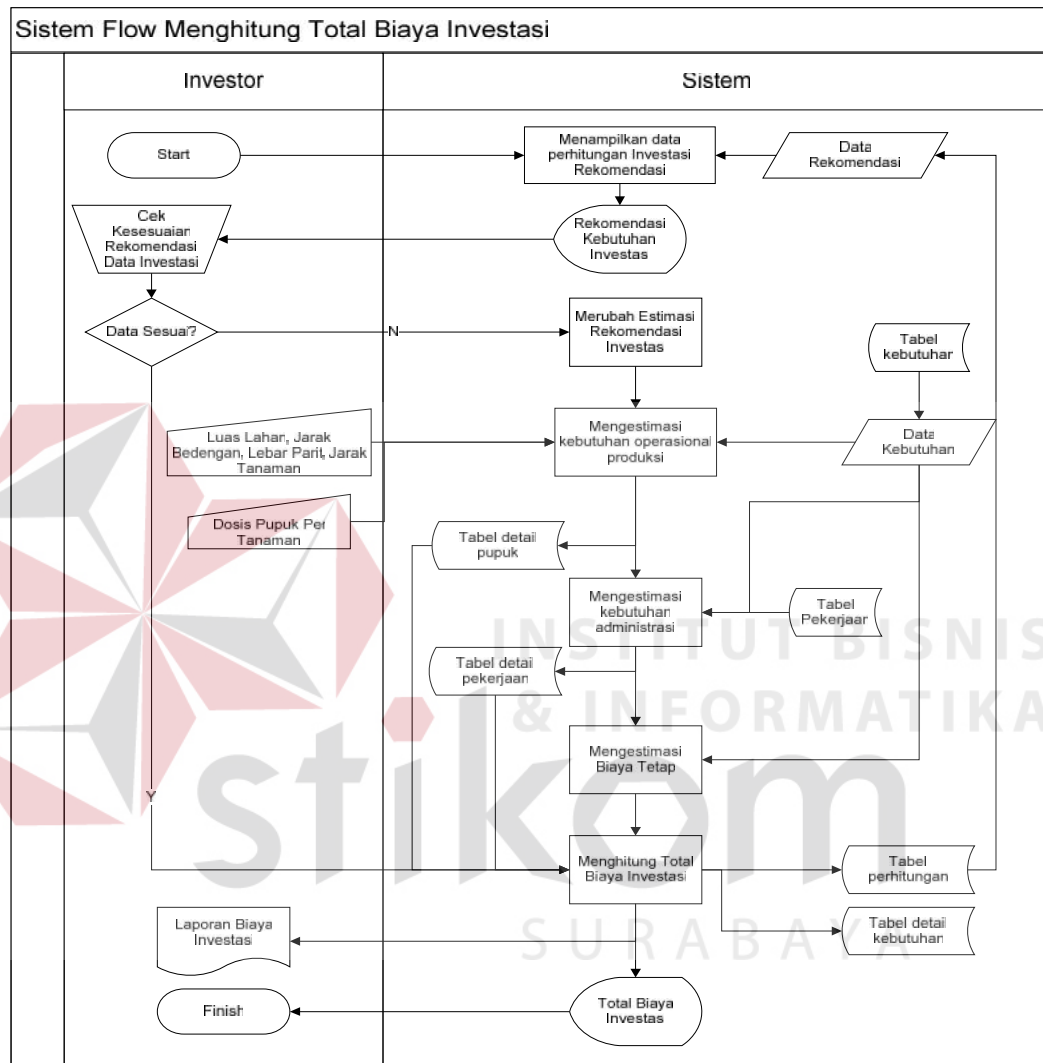 Sistem Flow Menghitung Total Biaya Investasi
Investor
Sistem
Start
Menampilkan data
perhitungan Investasi
Rekomendasi
Data
Rekomendasi
Cek
Kesesuaian
Rekomendasi
Data Investasi
Rekomendasi
Kebutuhan
Investas
Data Sesuai?
N
Merubah Estimasi
Rekomendasi
Investas
Tabel
kebutuhar
Luas Lahan, Jarak
Bedengan, Lebar Parit, Jarak
Tanaman
Mengestimasi
kebutuhan operasional
produksi
Data
Kebutuhan
Dosis Pupuk Per
Tanaman
Tabel detail
pupuk
Mengestimasi
kebutuhan
administrasi
Tabel
Pekerjaar
Tabel detail
pekerjaan
Mengestimasi
Biaya Tetap
Y
Menghitung Total
Biaya Investasi
Tabel
perhitungan
Laporan Biaya
Investasi
Tabel detail
kebutuhan
Finish
Total Biaya
Investas
INSTITUT BISNIS
& INFORMATIKA
stikom
SURABAYA